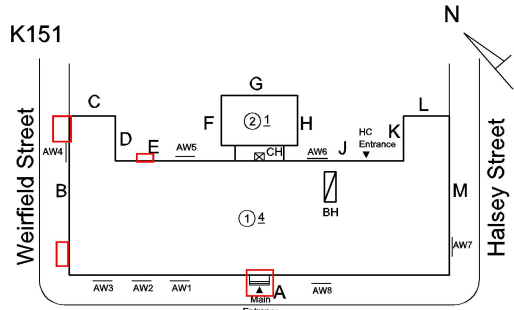 N
K151
G
C
L
F
② 1
H
D
E
AW5
CH
AW6
J
HC
Entrance
K
AW4
Weirfield Street
Halsey Street
B
BH
M
① 4
AW7
AW3
AW2
AW1
A
AW8
Main